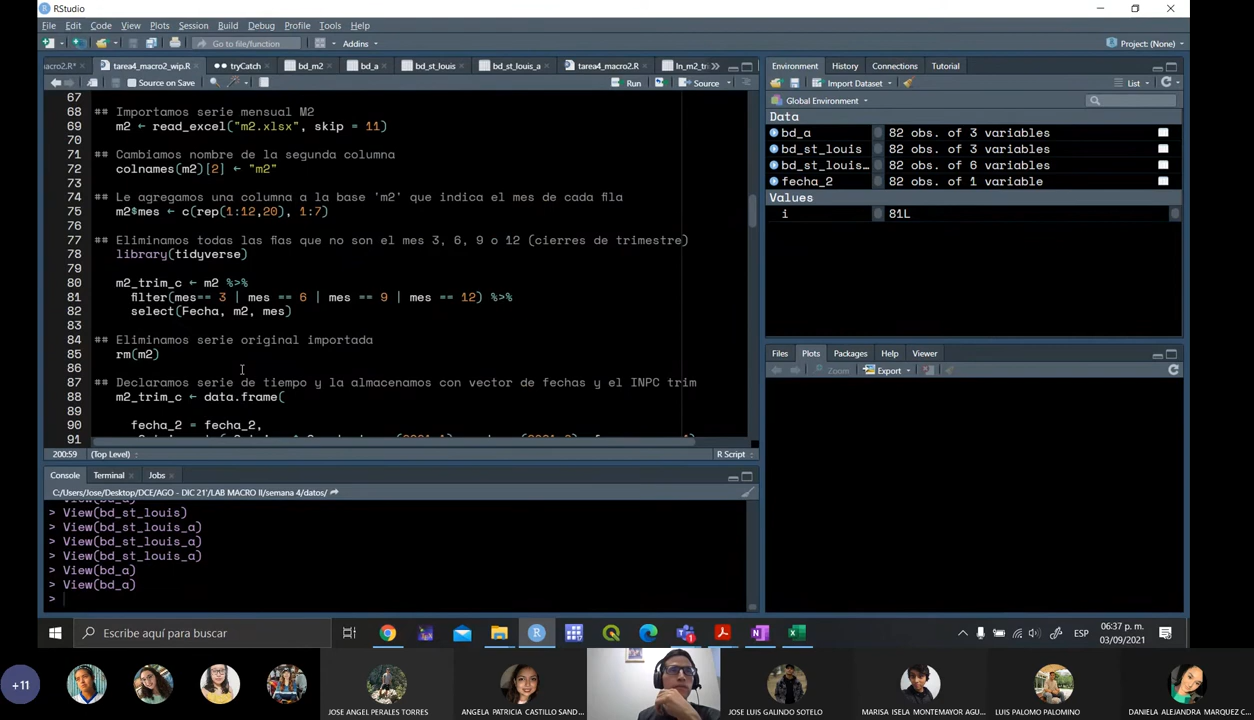 RStudio
File Edit Code View Plots Session Build Debug Profile Tools Help
Go to file/function Addins Project: (None)
macro2.R* tarea4_macro2_wip.R tryCatch bd_m2 bd_a bd_st_louis bd_st_louis_a tarea4_macro2.R ln_m2_tri
Source on Save Run Source
67
68 ## Importamos serie mensual M2
69 m2 ← read_excel("m2.xlsx", skip = 11)
70
71 ## Cambiamos nombre de la segunda columna
72 colnames(m2)[2] ← "m2"
73
74 ## Le agregamos una columna a la base 'm2' que indica el mes de cada fila
75 m2$mes ← c(rep(1:12,20), 1:7)
76
77 ## Eliminamos todas las fias que no son el mes 3, 6, 9 o 12 (cierres de trimestre)
78 library(tidyverse)
79
80 m2_trim_c ← m2 %>%
81 filter(mes== 3 | mes == 6 | mes == 9 | mes == 12) %>%
82 select(Fecha, m2, mes)
83
84 ## Eliminamos serie original importada
85 rm(m2)
86
87 ## Declaramos serie de tiempo y la almacenamos con vector de fechas y el INPC trim
88 m2_trim_c ← data.frame(
89
90 fecha_2 = fecha_2,
91
200:59 (Top Level) R Script
Console Terminal Jobs
C:/Users/Jose/Desktop/DCE/AGO - DIC 21'/LAB MACRO II/semana 4/datos/
> View(bd_a)
> View(bd_st_louis)
> View(bd_st_louis_a)
> View(bd_st_louis_a)
> View(bd_st_louis_a)
> View(bd_a)
> View(bd_a)
>
Environment History Connections Tutorial
Import Dataset List
Global Environment
Data
bd_a 82 obs. of 3 variables
bd_st_louis 82 obs. of 3 variables
bd_st_louis… 82 obs. of 6 variables
fecha_2 82 obs. of 1 variable
Values
i 81L
Files Plots Packages Help Viewer
Zoom Export
Escribe aquí para buscar
ESP
06:37 p. m.
03/09/2021
+11
JOSE ANGEL PERALES TORRES
ANGELA PATRICIA CASTILLO SAND...
JOSE LUIS GALINDO SOTELO
MARISA ISELA MONTEMAYOR AGU...
LUIS PALOMO PALOMINO
DANIELA ALEJANDRA MARQUEZ C...